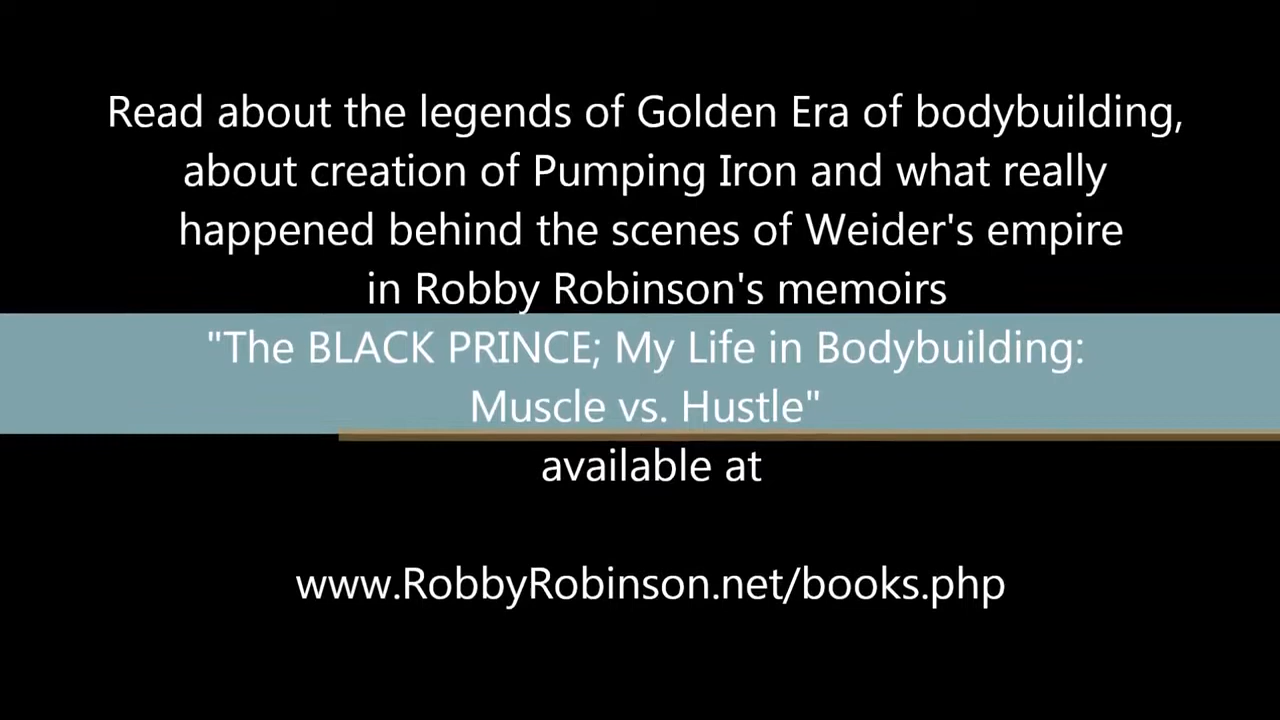 Read about the legends of Golden Era of bodybuilding,
about creation of Pumping Iron and what really
happened behind the scenes of Weider's empire
in Robby Robinson's memoirs
"The BLACK PRINCE; My Life in Bodybuilding:
Muscle vs. Hustle"
available at
www.RobbyRobinson.net/books.php